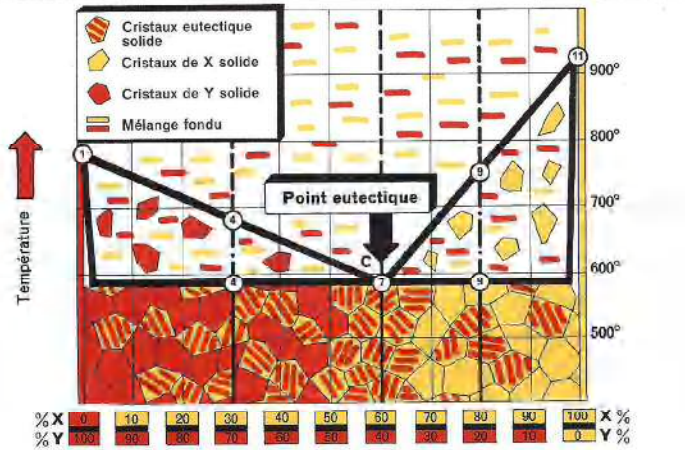 Cristaux eutectique
solide
Cristaux de X solide
Cristaux de Y solide
Mélange fondu
Température
Point eutectique
C
1
4
4
7
9
9
11
900°
800°
700°
600°
500°
% X 0 10 20 30 40 50 60 70 80 90 100 X %
% Y 100 90 80 70 60 50 40 30 20 10 0 Y %